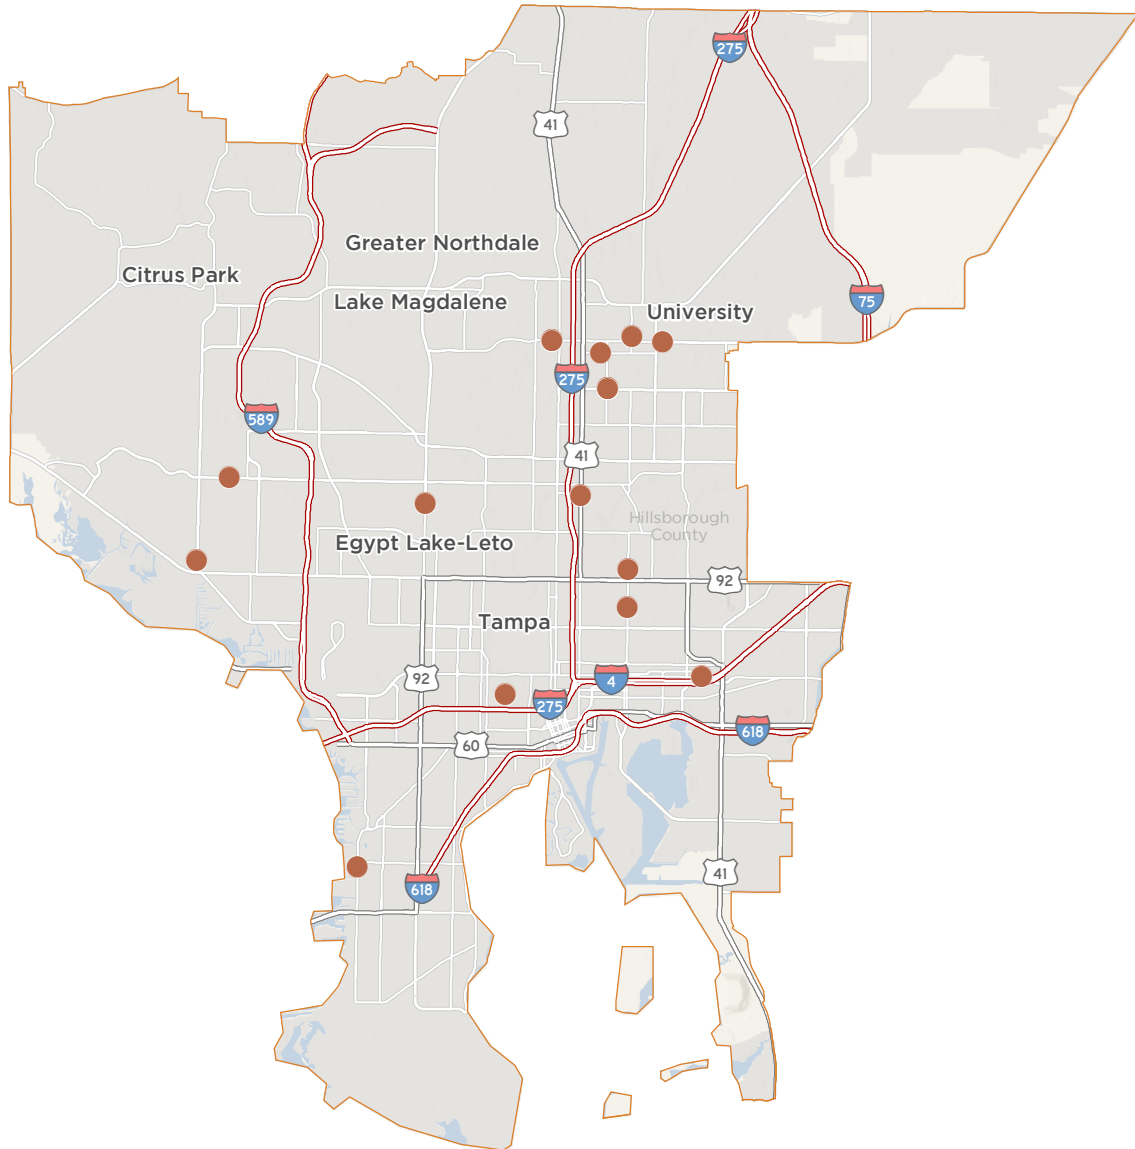 275
41
Greater Northdale
Citrus Park
Lake Magdalene
75
University
275
589
41
Hillsborough
County
Egypt Lake-Leto
92
Tampa
92
4
275
618
60
41
618